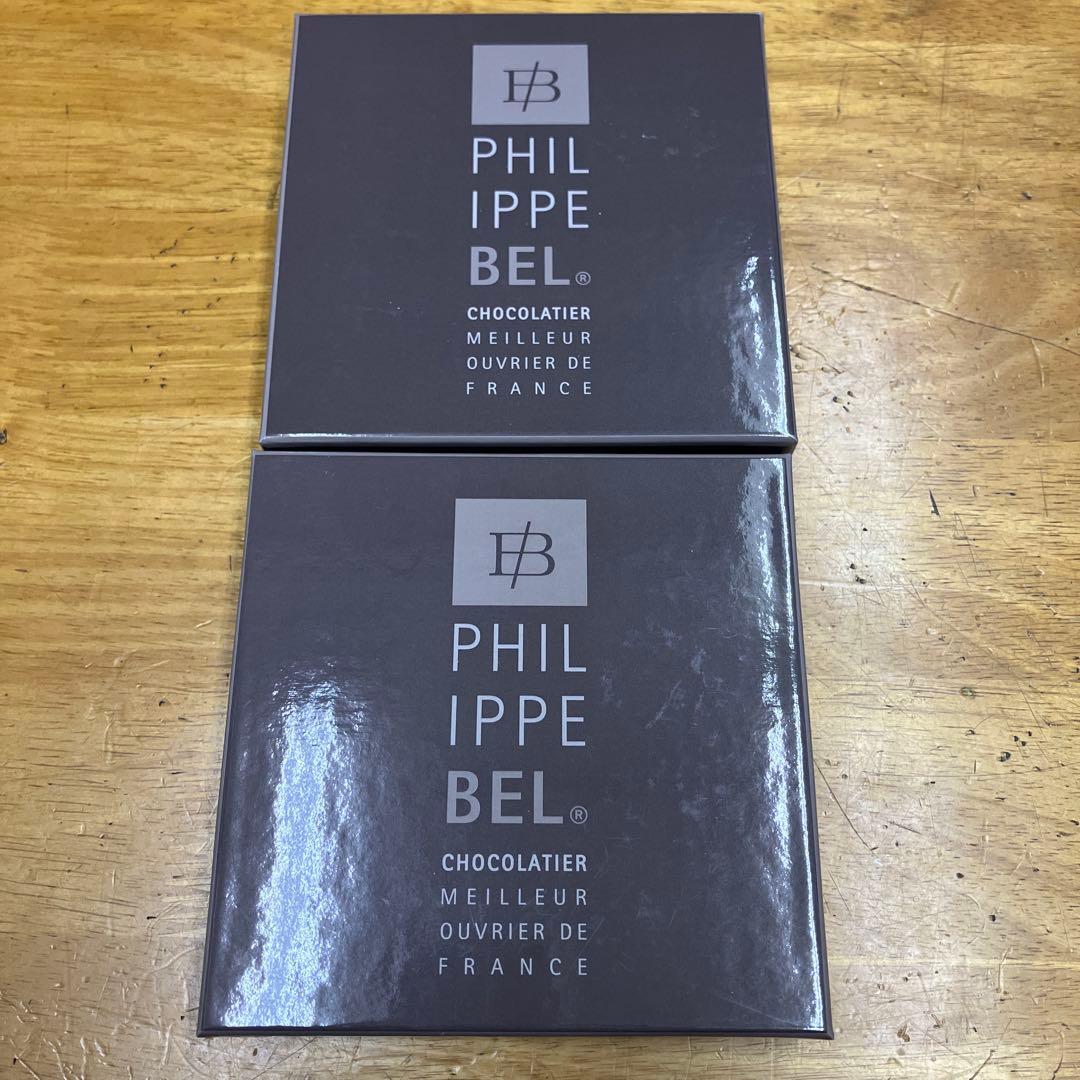 PB
PHIL
IPPE
BEL®
CHOCOLATIER
MEILLEUR
OUVRIER DE
FRANCE
PB
PHIL
IPPE
BEL®
CHOCOLATIER
MEILLEUR
OUVRIER DE
FRANCE